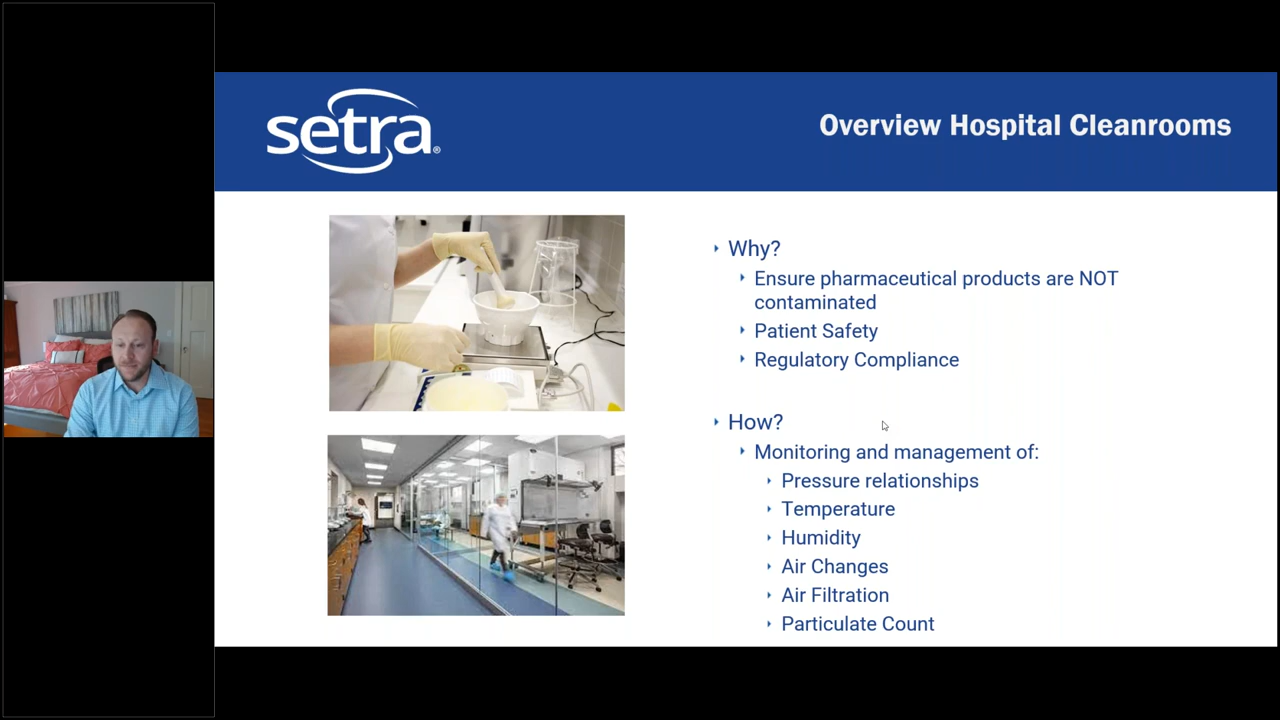 setra®
Overview Hospital Cleanrooms
Why?
Ensure pharmaceutical products are NOT
contaminated
Patient Safety
Regulatory Compliance
How?
Monitoring and management of:
Pressure relationships
Temperature
Humidity
Air Changes
Air Filtration
Particulate Count